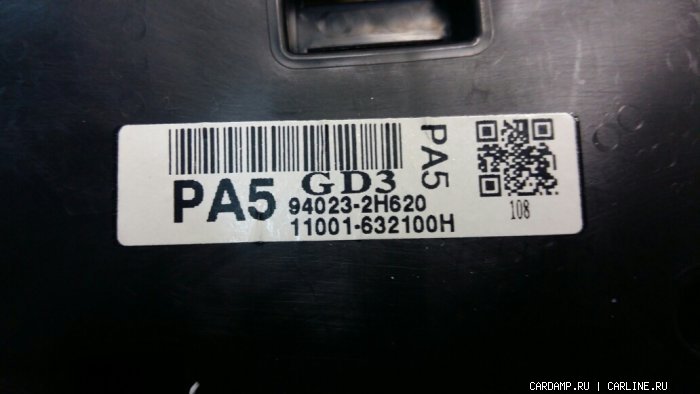 PA5
GD3
94023-2H620
11001-632100H
PA5
108
CARDAMP.RU | CARLINE.RU